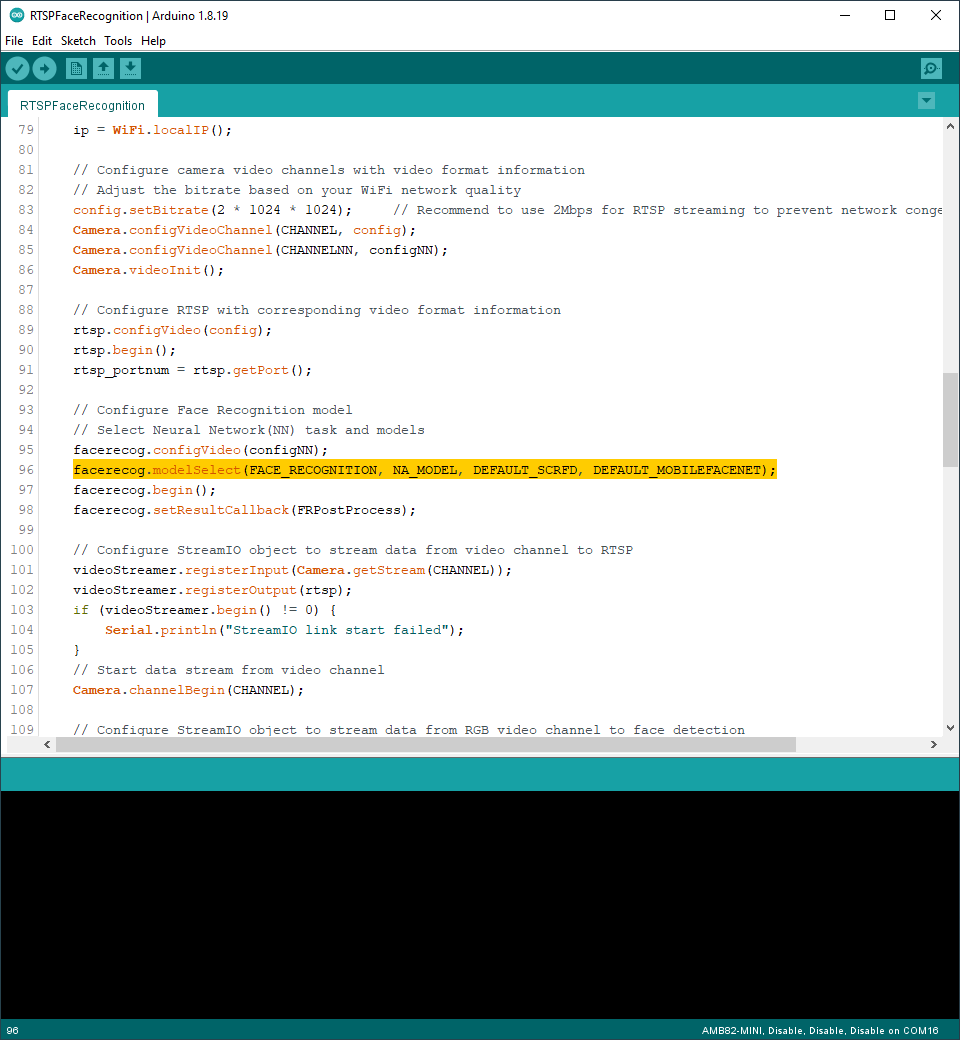 RTSPFaceRecognition | Arduino 1.8.19
File Edit Sketch Tools Help
RTSPFaceRecognition
79 ip = WiFi.localIP();
80
81 // Configure camera video channels with video format information
82 // Adjust the bitrate based on your WiFi network quality
83 config.setBitrate(2 * 1024 * 1024); // Recommend to use 2Mbps for RTSP streaming to prevent network conge
84 Camera.configVideoChannel(CHANNEL, config);
85 Camera.configVideoChannel(CHANNELNN, configNN);
86 Camera.videoInit();
87
88 // Configure RTSP with corresponding video format information
89 rtsp.configVideo(config);
90 rtsp.begin();
91 rtsp_portnum = rtsp.getPort();
92
93 // Configure Face Recognition model
94 // Select Neural Network(NN) task and models
95 facerecog.configVideo(configNN);
96 facerecog.modelSelect(FACE_RECOGNITION, NA_MODEL, DEFAULT_SCRFD, DEFAULT_MOBILEFACENET);
97 facerecog.begin();
98 facerecog.setResultCallback(FRPostProcess);
99
100 // Configure StreamIO object to stream data from video channel to RTSP
101 videoStreamer.registerInput(Camera.getStream(CHANNEL));
102 videoStreamer.registerOutput(rtsp);
103 if (videoStreamer.begin() != 0) {
104 Serial.println("StreamIO link start failed");
105 }
106 // Start data stream from video channel
107 Camera.channelBegin(CHANNEL);
108
109 // Configure StreamIO object to stream data from RGB video channel to face detection
96 AMB82-MINI, Disable, Disable, Disable on COM16